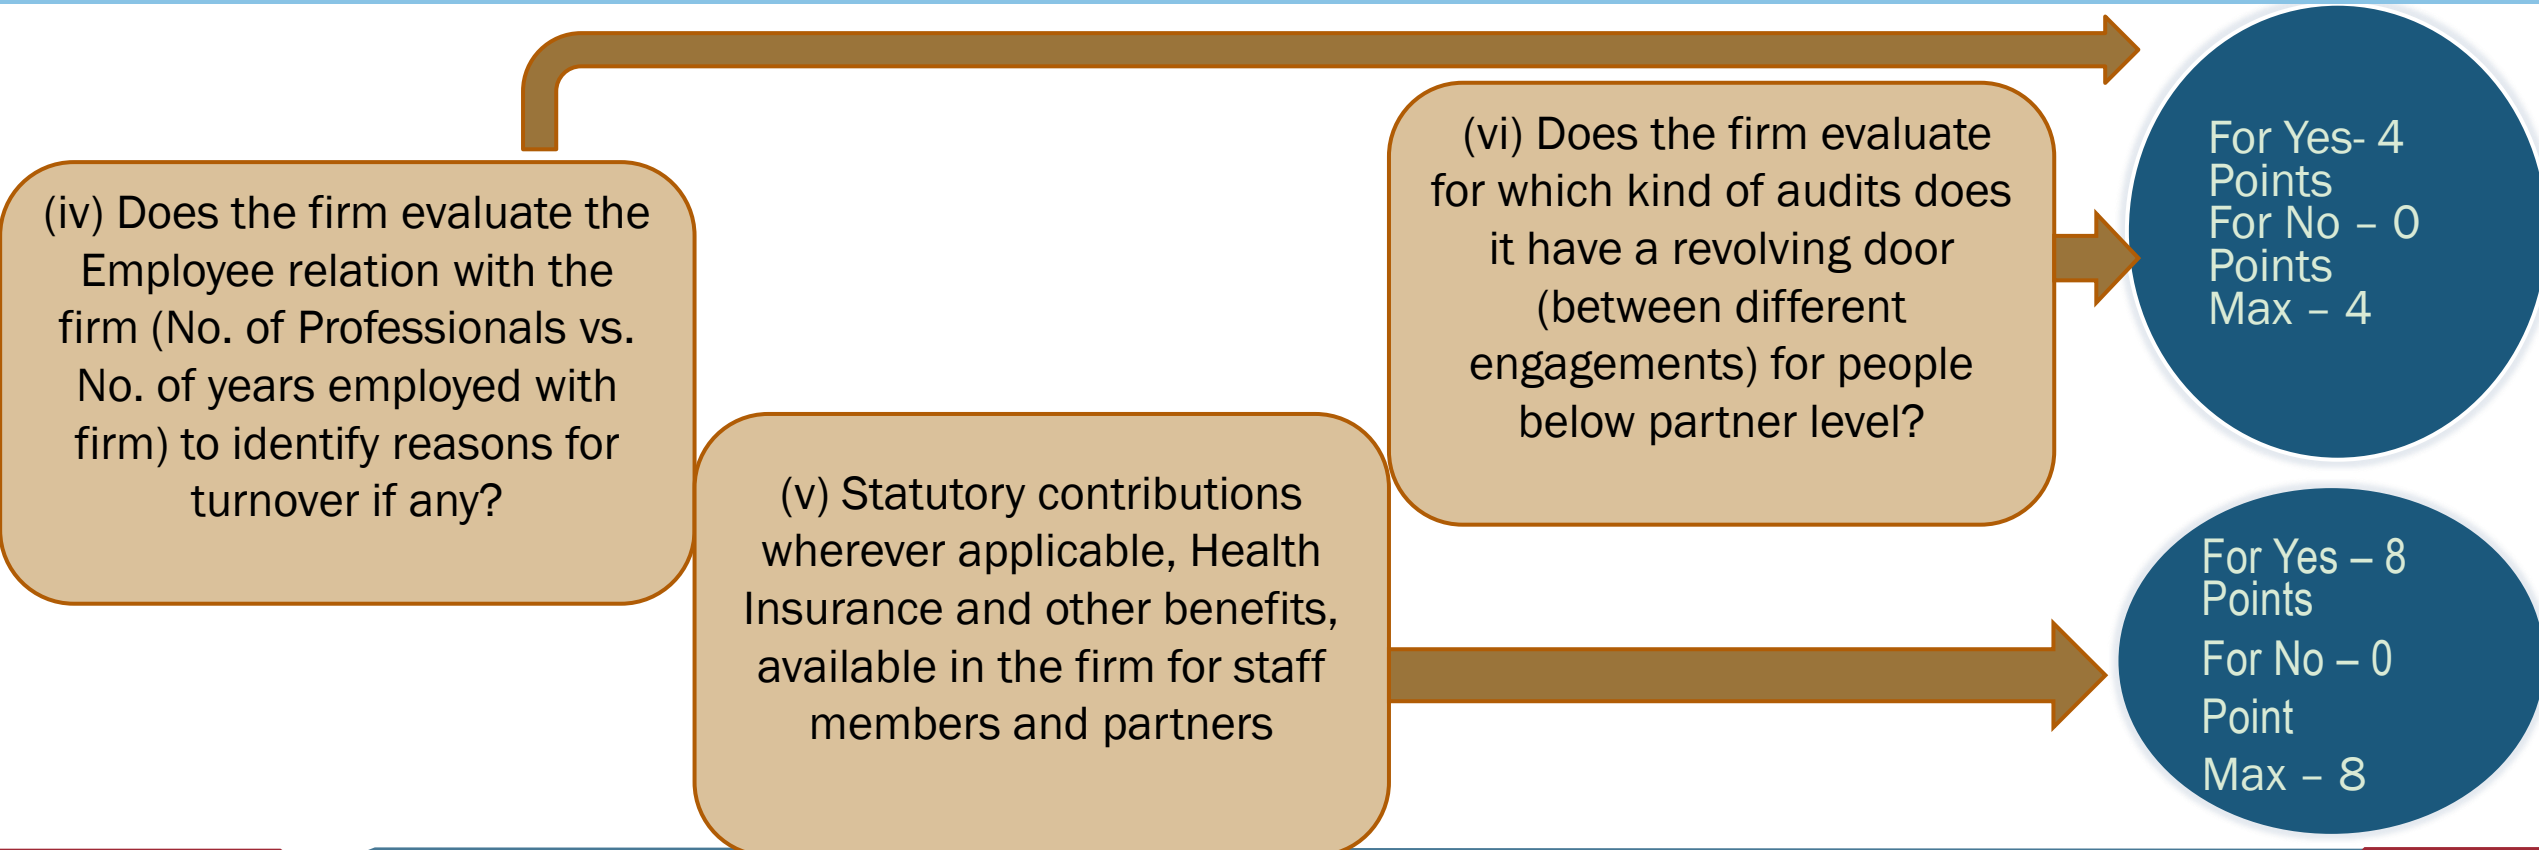 (iv) Does the firm evaluate the
Employee relation with the
firm (No. of Professionals vs.
No. of years employed with
firm) to identify reasons for
turnover if any?
(v) Statutory contributions
wherever applicable, Health
Insurance and other benefits,
available in the firm for staff
members and partners
(vi) Does the firm evaluate
for which kind of audits does
it have a revolving door
(between different
engagements) for people
below partner level?
For Yes- 4
Points
For No – 0
Points
Max – 4
For Yes – 8
Points
For No – 0
Point
Max – 8